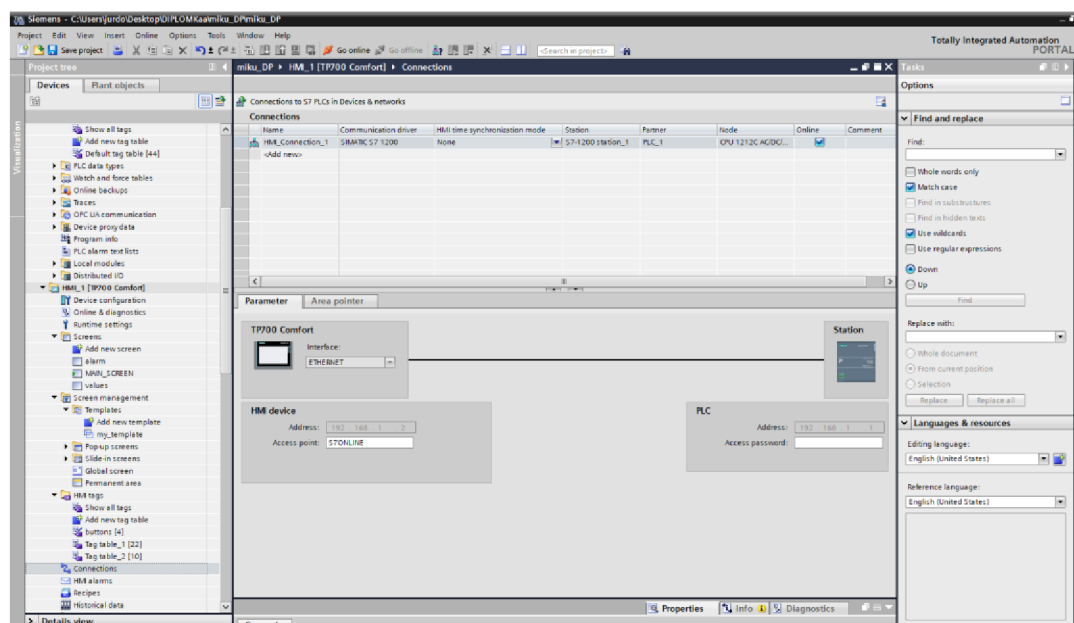 Siemens - C:\Users\jurdo\Desktop\DIPLOMKaa\miku_DP\miku_DP
Project Edit View Insert Online Options Tools Window Help
Totally Integrated Automation
PORTAL
Save project Go online Go offline <Search in project>
Project tree
miku_DP HMI_1 [TP700 Comfort] Connections
Tasks
Devices Plant objects
Options
Visualization
Connections to S7 PLCs in Devices & networks
Connections
Name Communication driver HMI time synchronization mode Station Partner Node Online Comment
HMI_Connection_1 SIMATIC S7 1200 None S7-1200 station_1 PLC_1 CPU 1212C AC/DC/...
<Add new>
Show all tags
Add new tag table
Default tag table [44]
PLC data types
Watch and force tables
Online backups
Traces
OPC UA communication
Device proxy data
Program info
PLC alarm text lists
Local modules
Distributed I/O
HMI_1 [TP700 Comfort]
Device configuration
Online & diagnostics
Runtime settings
Screens
Add new screen
alarm
MAIN_SCREEN
values
Screen management
Templates
Add new template
my_template
Pop-up screens
Slide-in screens
Global screen
Permanent area
HMI tags
Show all tags
Add new tag table
buttons [4]
Tag table_1 [22]
Tag table_2 [10]
Connections
HMI alarms
Recipes
Historical data
Details view
Parameter Area pointer
TP700 Comfort
Interface:
ETHERNET
Station
HMI device
Address: 192 . 168 . 1 . 2
Access point: S7ONLINE
PLC
Address: 192 . 168 . 1 . 1
Access password:
Properties Info Diagnostics
Find and replace
Find:
Whole words only
Match case
Find in substructures
Find in hidden texts
Use wildcards
Use regular expressions
Down
Up
Find
Replace with:
Whole document
From current position
Selection
Replace Replace all
Languages & resources
Editing language:
English (United States)
Reference language:
English (United States)